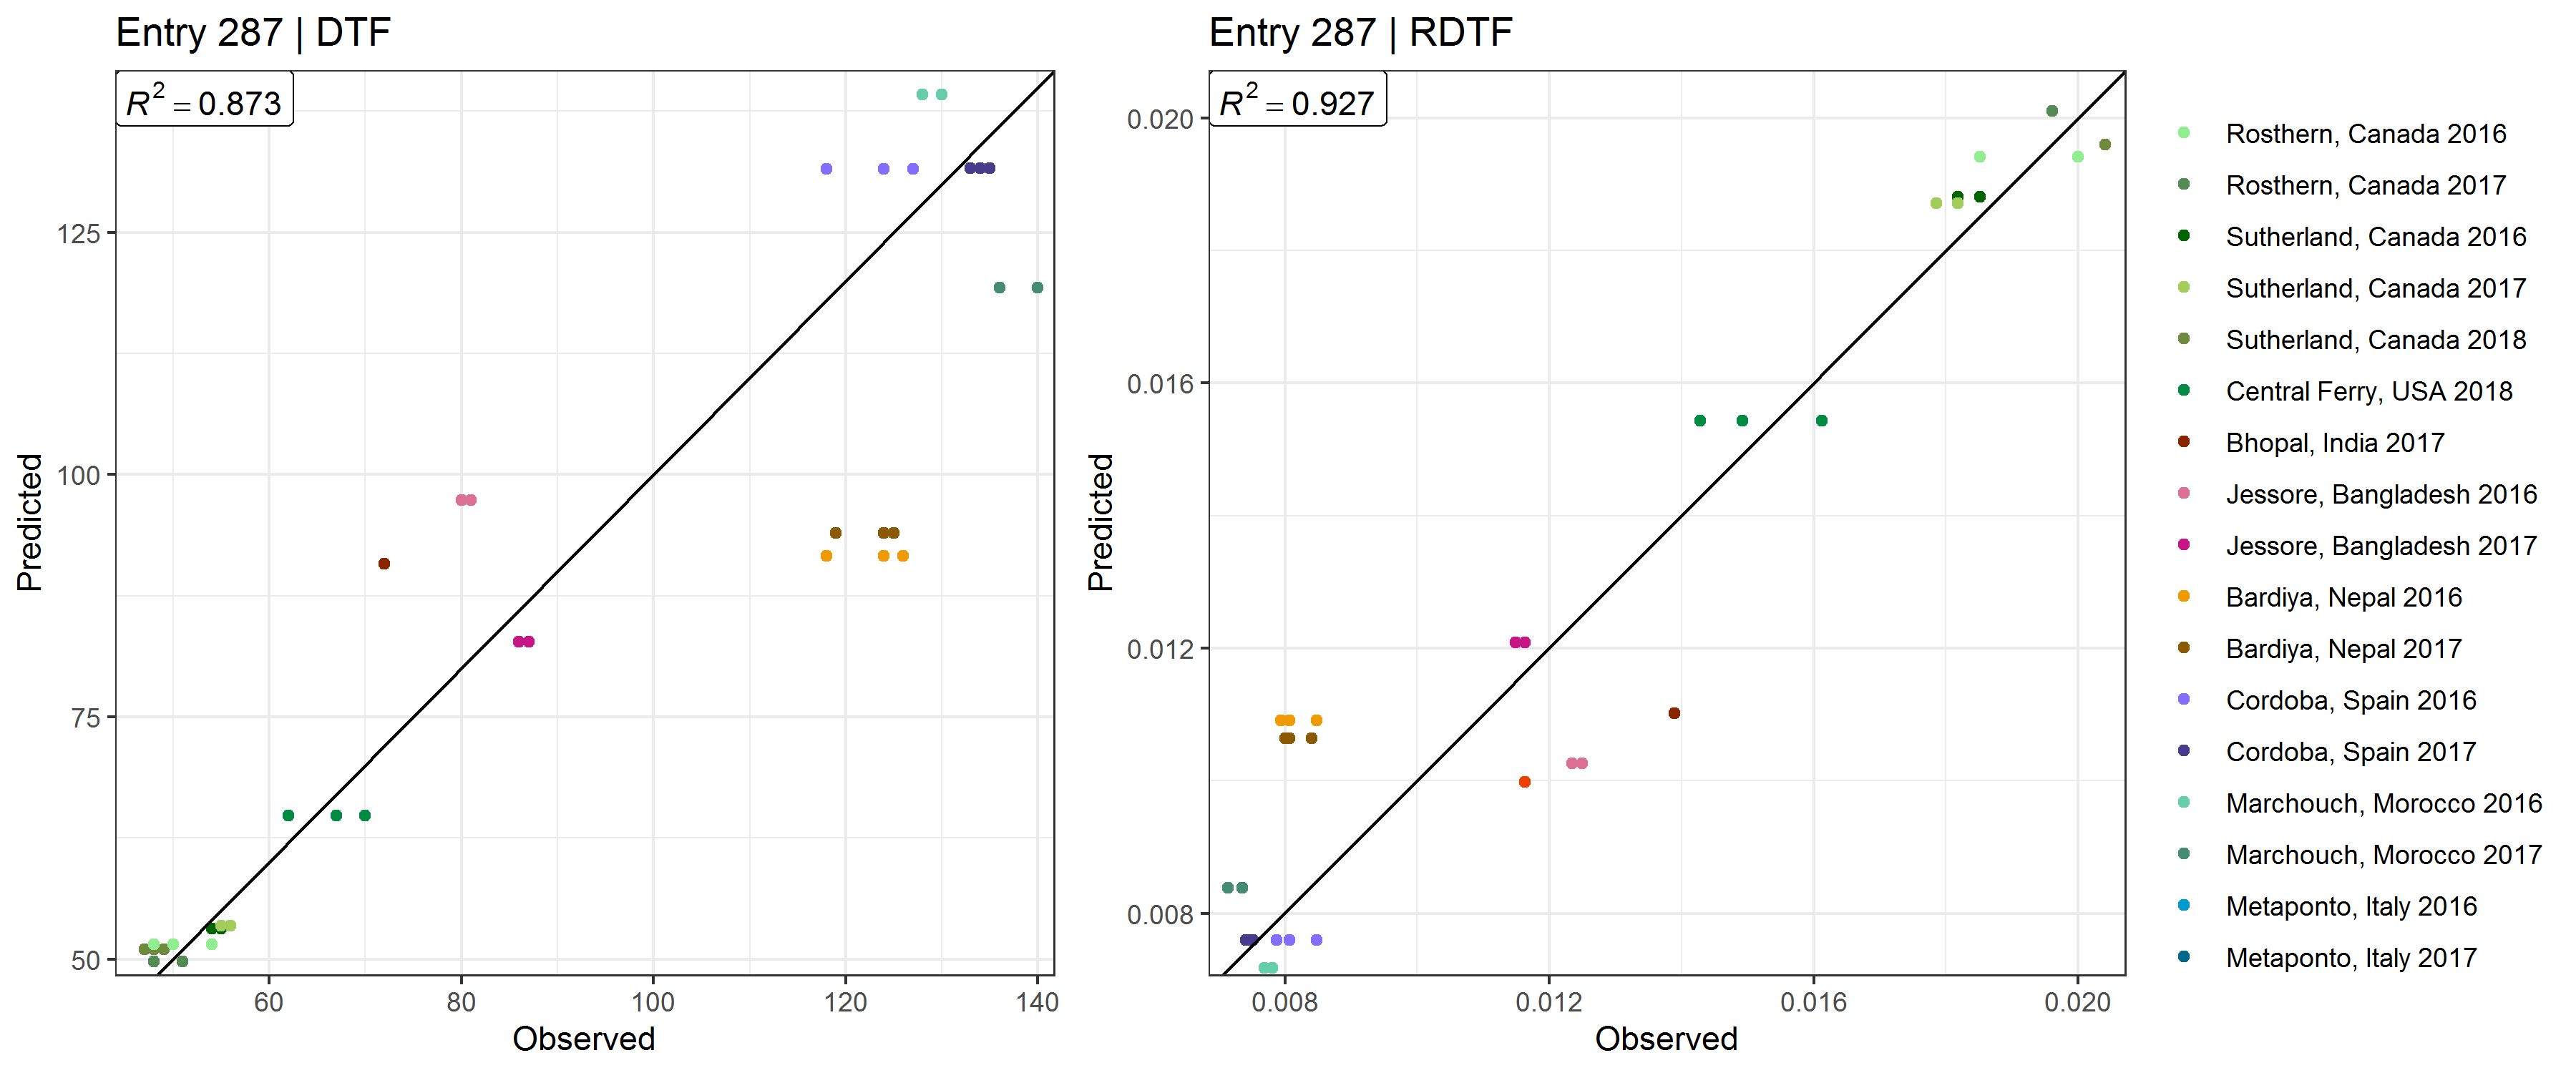 Entry 287 | DTF
R² = 0.873
125
100
75
50
60 80 100 120 140
Observed
Predicted
Entry 287 | RDTF
R² = 0.927
0.020
0.016
0.012
0.008
0.008 0.012 0.016 0.020
Observed
Predicted
Rosthern, Canada 2016
Rosthern, Canada 2017
Sutherland, Canada 2016
Sutherland, Canada 2017
Sutherland, Canada 2018
Central Ferry, USA 2018
Bhopal, India 2017
Jessore, Bangladesh 2016
Jessore, Bangladesh 2017
Bardiya, Nepal 2016
Bardiya, Nepal 2017
Cordoba, Spain 2016
Cordoba, Spain 2017
Marchouch, Morocco 2016
Marchouch, Morocco 2017
Metaponto, Italy 2016
Metaponto, Italy 2017